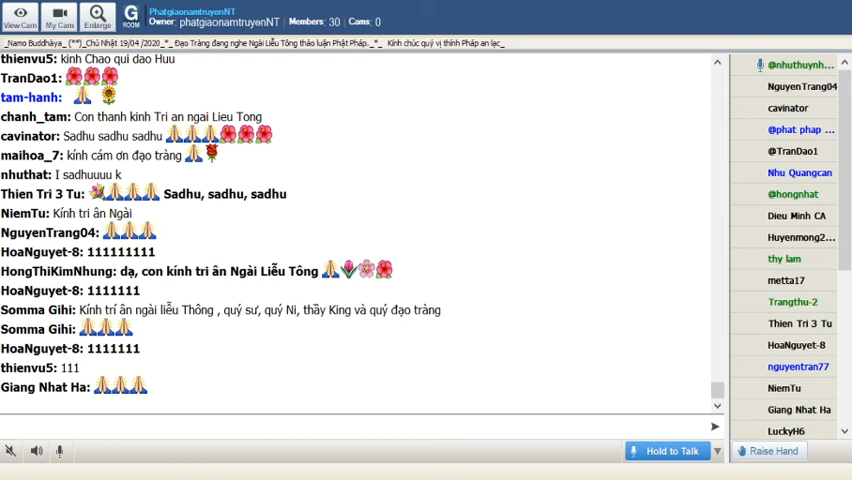 View Cam
My Cam
Enlarge
G
ROOM
PhatgiaonamtruyenNT
Owner: phatgiaonamtruyenNT | Members: 30 | Cams: 0
_Namo Buddhàya_ (**)_Chủ Nhật 19/04 /2020_*_ Đạo Tràng đang nghe Ngài Liễu Tông thảo luận Phật Pháp._*_ Kính chúc quý vị thính Pháp an lạc_
thienvu5: kinh Chao qui dao Huu
TranDao1:
tam-hanh:
chanh_tam: Con thanh kinh Tri an ngai Lieu Tong
cavinator: Sadhu sadhu sadhu
maihoa_7: kính cám ơn đạo tràng
nhuthat: I sadhuuuu k
Thien Tri 3 Tu: Sadhu, sadhu, sadhu
NiemTu: Kính tri ân Ngài
NguyenTrang04:
HoaNguyet-8: 111111111
HongThiKimNhung: dạ, con kính tri ân Ngài Liễu Tông
HoaNguyet-8: 1111111
Somma Gihi: Kính trí ân ngài liễu Thông , quý sư, quý Ni, thầy King và quý đạo tràng
Somma Gihi:
HoaNguyet-8: 1111111
thienvu5: 111
Giang Nhat Ha:
@nhuthuynh...
NguyenTrang04
cavinator
@phat phap ...
@TranDao1
Nhu Quangcan
@hongnhat
Dieu Minh CA
Huyenmong2...
thy lam
metta17
Trangthu-2
Thien Tri 3 Tu
HoaNguyet-8
nguyentran77
NiemTu
Giang Nhat Ha
LuckyH6
Hold to Talk
Raise Hand